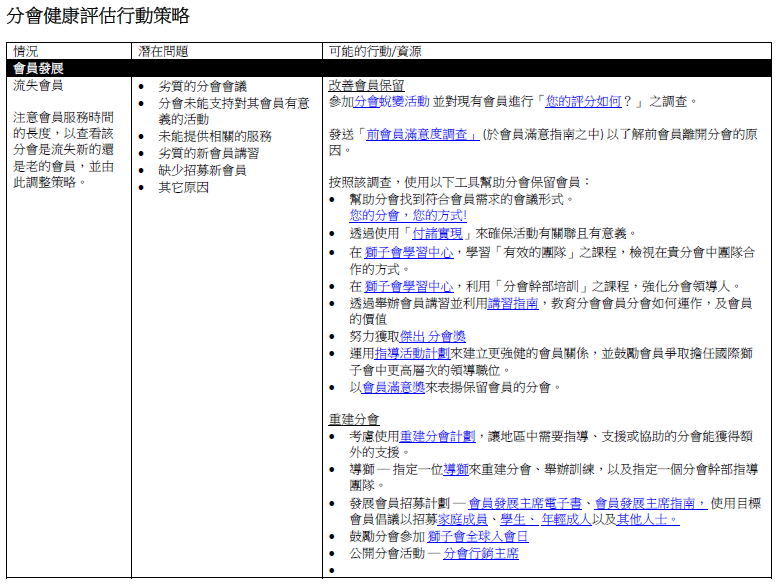 分會健康評估行動策略
情況
潛在問題
可能的行動/資源
會員發展
流失會員
注意會員服務時間
的長度，以查看該
分會是流失新的還
是老的會員，並由
此調整策略。
• 劣質的分會會議
• 分會未能支持對其會員有意
義的活動
• 未能提供相關的服務
• 劣質的新會員講習
• 缺少招募新會員
• 其它原因
改善會員保留
參加分會蛻變活動 並對現有會員進行「您的評分如何？」 之調查。
發送「前會員滿意度調查」(於會員滿意指南之中) 以了解前會員離開分會的原
因。
按照該調查，使用以下工具幫助分會保留會員：
• 幫助分會找到符合會員需求的會議形式。
您的分會，您的方式!
• 透過使用「付諸實現」來確保活動有關聯且有意義。
• 在 獅子會學習中心，學習「有效的團隊」之課程，檢視在貴分會中團隊合
作的方式。
• 在 獅子會學習中心，利用「分會幹部培訓」之課程，強化分會領導人。
• 透過舉辦會員講習並利用講習指南，教育分會會員分會如何運作，及會員
的價值
• 努力獲取傑出 分會獎
• 運用指導活動計劃來建立更強健的會員關係，並鼓勵會員爭取擔任國際獅
子會中更高層次的領導職位。
• 以會員滿意獎來表揚保留會員的分會。
重建分會
• 考慮使用重建分會計劃，讓地區中需要指導、支援或協助的分會能獲得額
外的支援。
• 導獅 — 指定一位導獅來重建分會、舉辦訓練，以及指定一個分會幹部指導
團隊。
• 發展會員招募計劃 — 會員發展主席電子書、會員發展主席指南， 使用目標
會員倡議以招募家庭成員、學生、 年輕成人以及其他人士。
• 鼓勵分會參加 獅子會全球入會日
• 公開分會活動 — 分會行銷主席
•